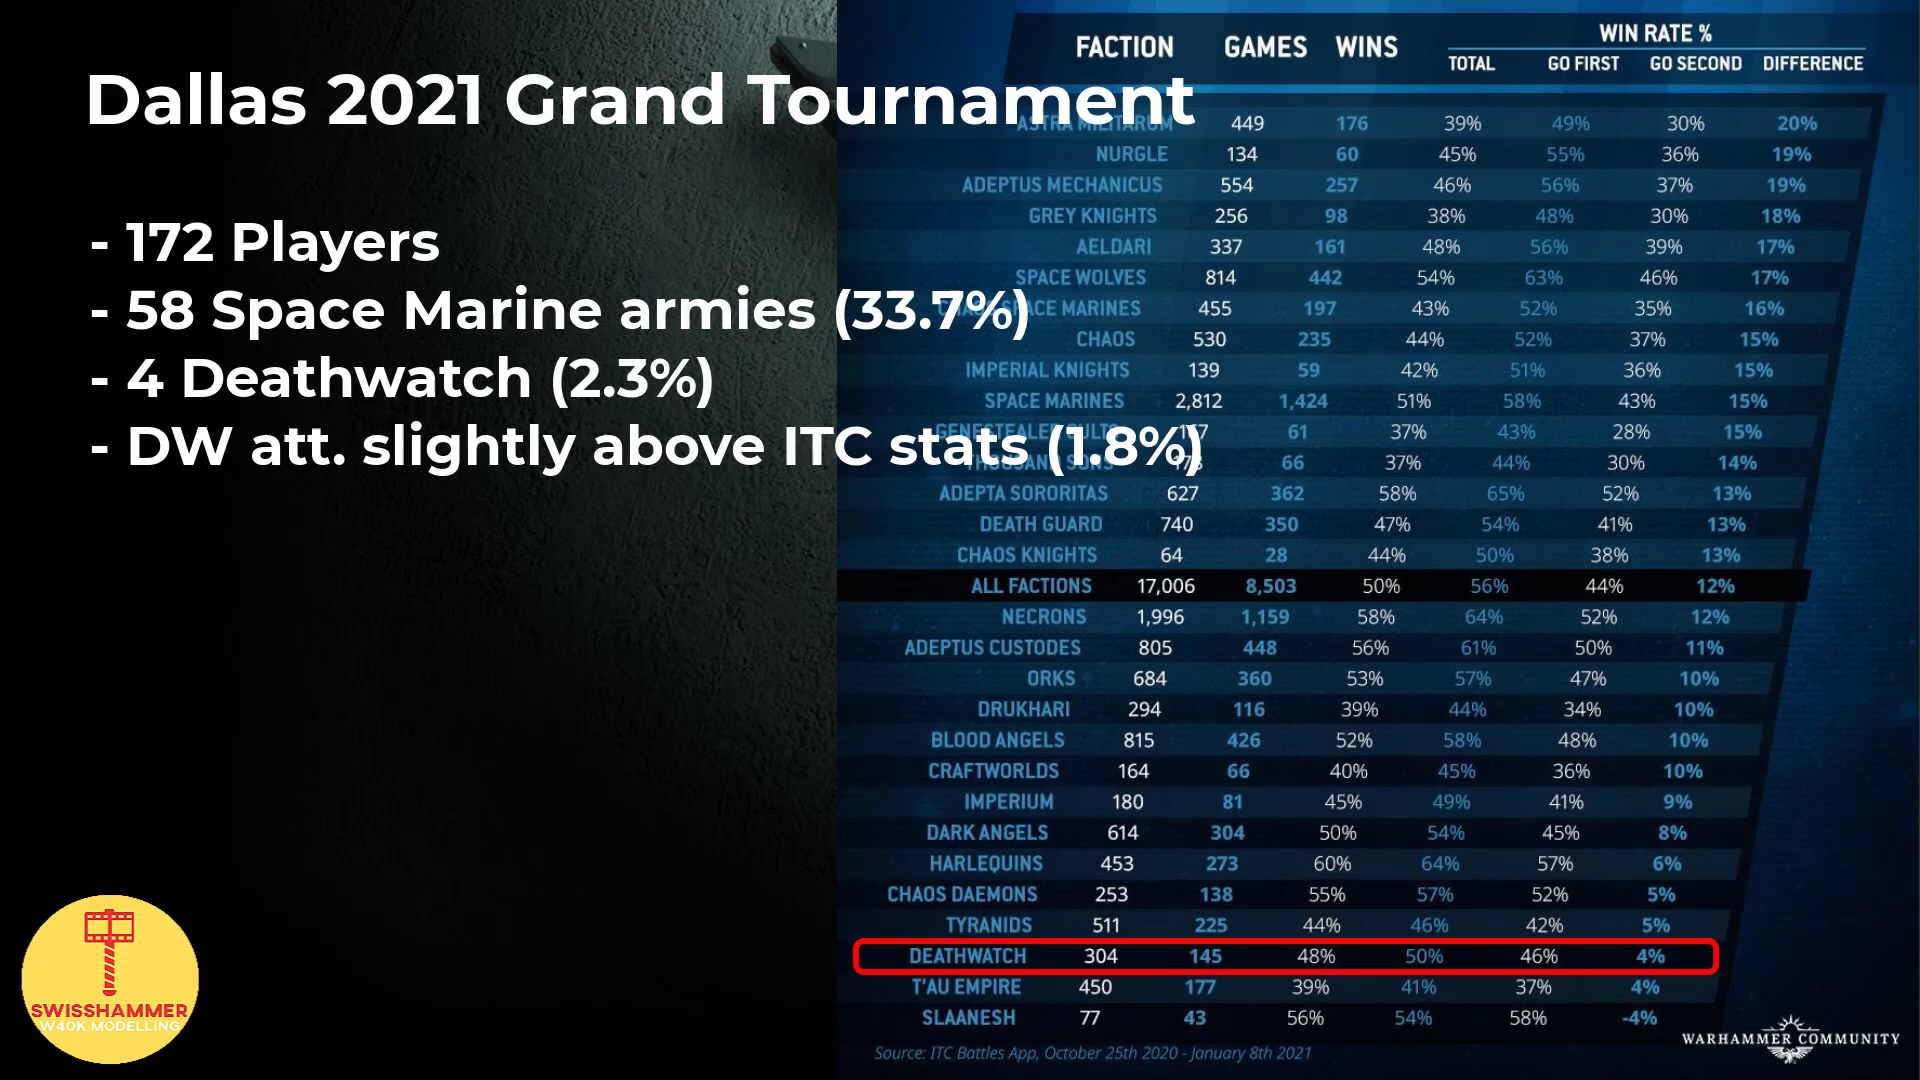 Dallas 2021 Grand Tournament
- 172 Players
- 58 Space Marine armies (33.7%)
- 4 Deathwatch (2.3%)
- DW att. slightly above ITC stats (1.8%)
SWISSHAMMER
W40K MODELLING
WIN RATE %
FACTION GAMES WINS TOTAL GO FIRST GO SECOND DIFFERENCE
ASTRA MILITARUM 449 176 39% 49% 30% 20%
NURGLE 134 60 45% 55% 36% 19%
ADEPTUS MECHANICUS 554 257 46% 56% 37% 19%
GREY KNIGHTS 256 98 38% 48% 30% 18%
AELDARI 337 161 48% 56% 39% 17%
SPACE WOLVES 814 442 54% 63% 46% 17%
CHAOS SPACE MARINES 455 197 43% 52% 35% 16%
CHAOS 530 235 44% 52% 37% 15%
IMPERIAL KNIGHTS 139 59 42% 51% 36% 15%
SPACE MARINES 2,812 1,424 51% 58% 43% 15%
GENESTEALER CULTS 61 37% 43% 28% 15%
THOUSAND SONS 66 37% 44% 30% 14%
ADEPTA SORORITAS 627 362 58% 65% 52% 13%
DEATH GUARD 740 350 47% 54% 41% 13%
CHAOS KNIGHTS 64 28 44% 50% 38% 13%
ALL FACTIONS 17,006 8,503 50% 56% 44% 12%
NECRONS 1,996 1,159 58% 64% 52% 12%
ADEPTUS CUSTODES 805 448 56% 61% 50% 11%
ORKS 684 360 53% 57% 47% 10%
DRUKHARI 294 116 39% 44% 34% 10%
BLOOD ANGELS 815 426 52% 58% 48% 10%
CRAFTWORLDS 164 66 40% 45% 36% 10%
IMPERIUM 180 81 45% 49% 41% 9%
DARK ANGELS 614 304 50% 54% 45% 8%
HARLEQUINS 453 273 60% 64% 57% 6%
CHAOS DAEMONS 253 138 55% 57% 52% 5%
TYRANIDS 511 225 44% 46% 42% 5%
DEATHWATCH 304 145 48% 50% 46% 4%
T'AU EMPIRE 450 177 39% 41% 37% 4%
SLAANESH 77 43 56% 54% 58% -4%
Source: ITC Battles App, October 25th 2020 - January 8th 2021
WARHAMMER COMMUNITY